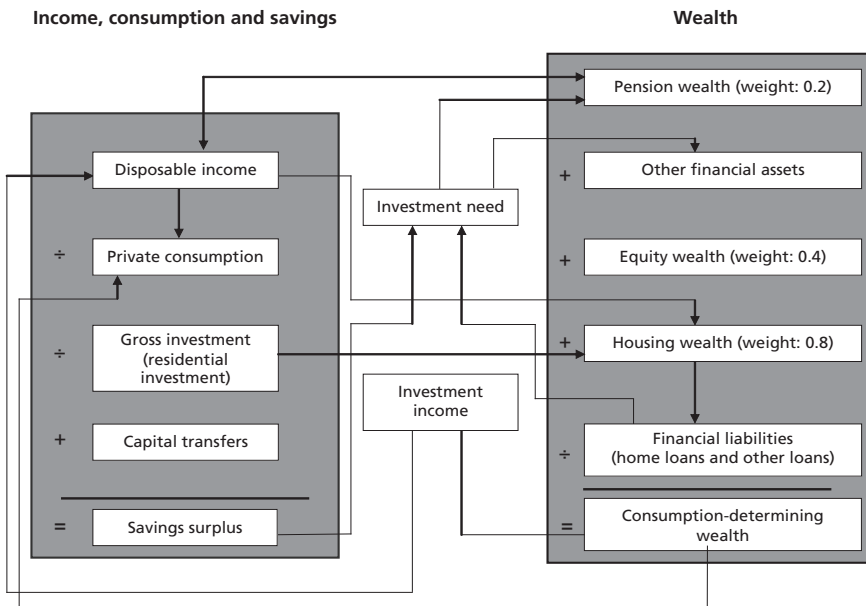 Income, consumption and savings
Wealth
Disposable income
÷ Private consumption
÷ Gross investment
(residential
investment)
+ Capital transfers
= Savings surplus
Investment need
Investment
income
Pension wealth (weight: 0.2)
+ Other financial assets
+ Equity wealth (weight: 0.4)
+ Housing wealth (weight: 0.8)
÷ Financial liabilities
(home loans and other loans)
= Consumption-determining
wealth